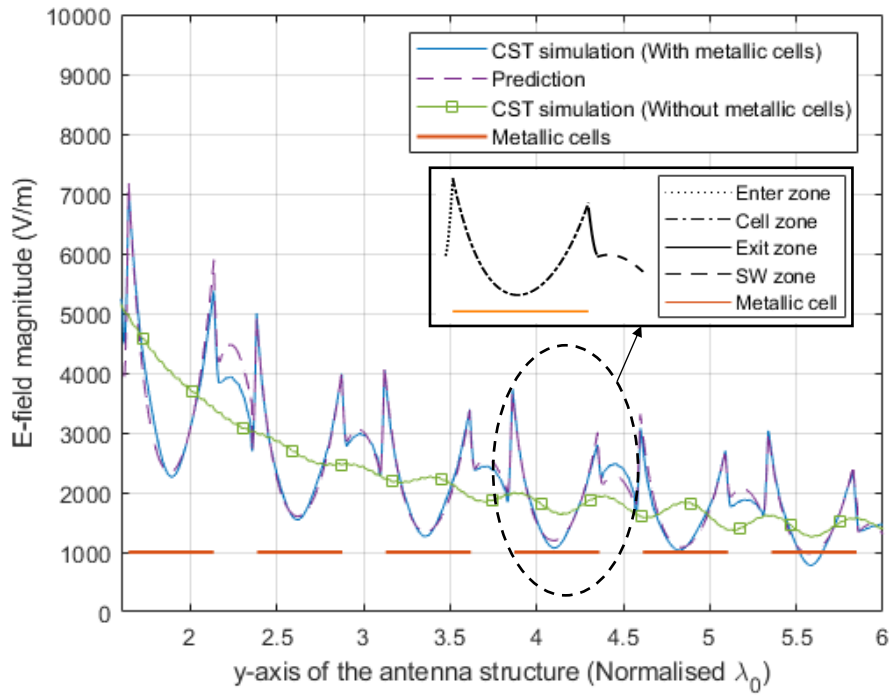 10000
9000
8000
7000
6000
5000
4000
3000
2000
1000
0
E-field magnitude (V/m)
CST simulation (With metallic cells)
Prediction
CST simulation (Without metallic cells)
Metallic cells
Enter zone
Cell zone
Exit zone
SW zone
Metallic cell
2 2.5 3 3.5 4 4.5 5 5.5 6
y-axis of the antenna structure (Normalised λ0)